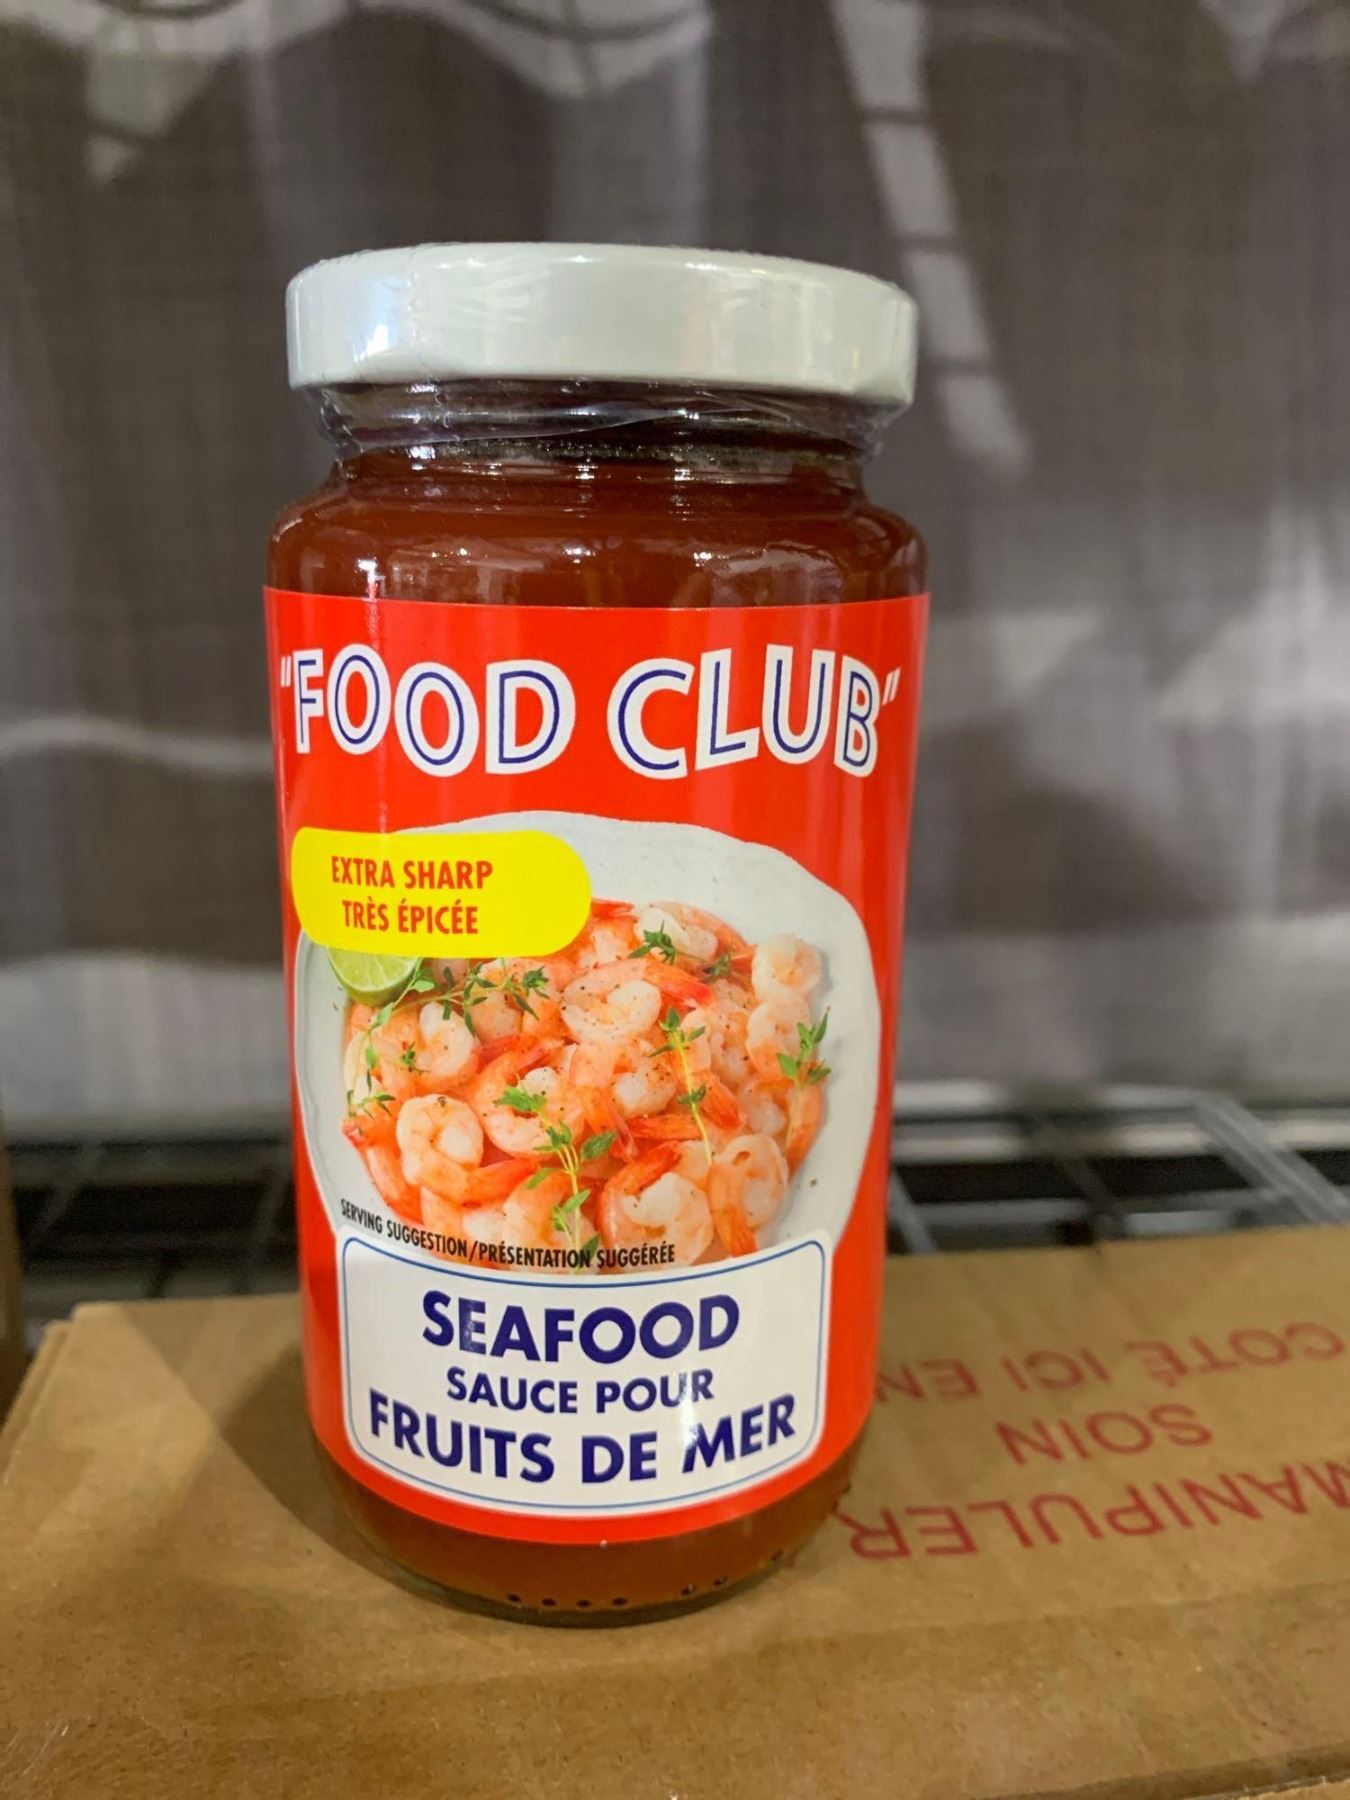 "FOOD CLUB"
EXTRA SHARP
TRÈS ÉPICÉE
SERVING SUGGESTION/PRÉSENTATION SUGGÉRÉE
SEAFOOD
SAUCE POUR
FRUITS DE MER
MANIPULER
SOIN
COTÉ ICI EN